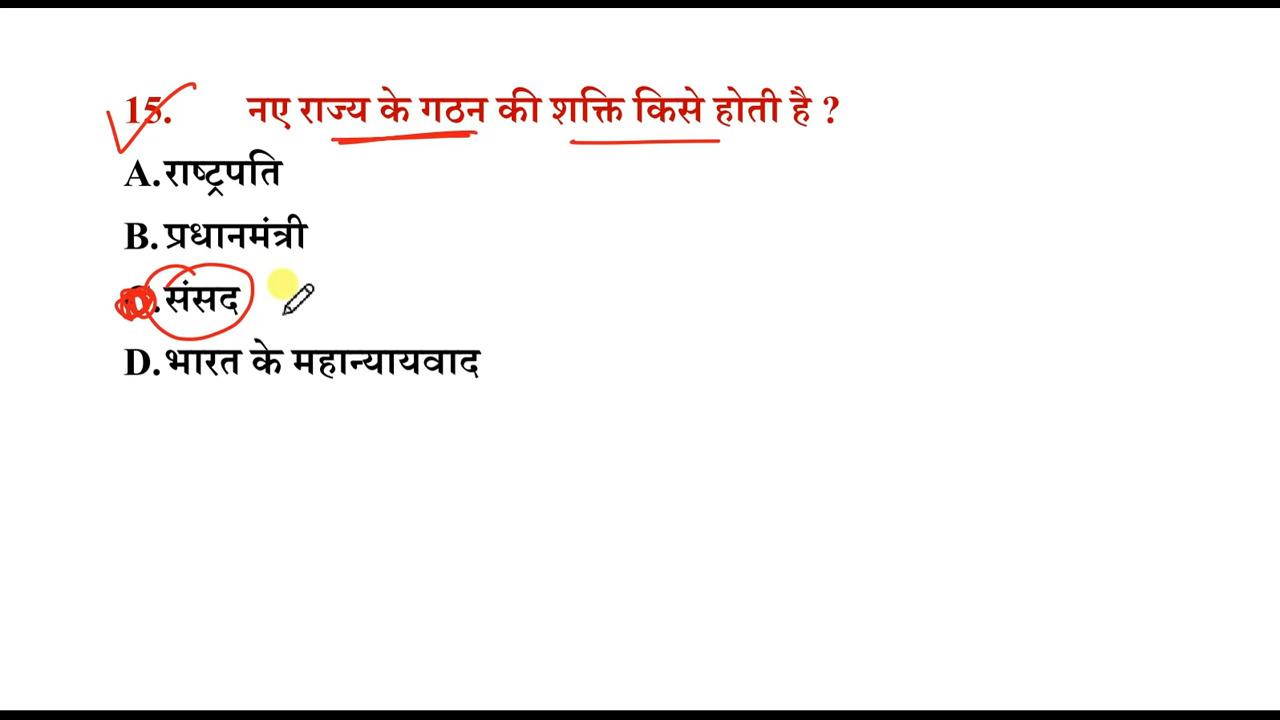 15. नए राज्य के गठन की शक्ति किसे होती है ?
A. राष्ट्रपति
B. प्रधानमंत्री
. संसद
D. भारत के महान्यायवाद